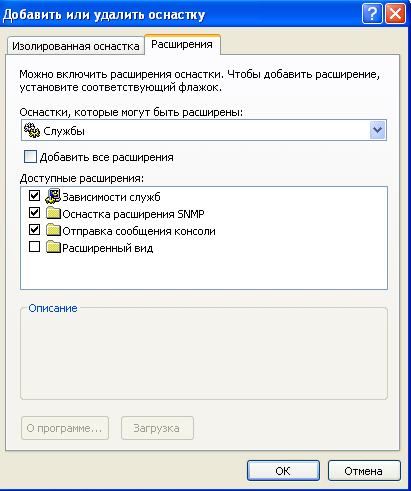 Добавить или удалить оснастку
Изолированная оснастка
Расширения
Можно включить расширения оснастки. Чтобы добавить расширение,
установите соответствующий флажок.
Оснастки, которые могут быть расширены:
Службы
Добавить все расширения
Доступные расширения:
Зависимости служб
Оснастка расширения SNMP
Отправка сообщения консоли
Расширенный вид
Описание
О программе...
Загрузка
ОК
Отмена